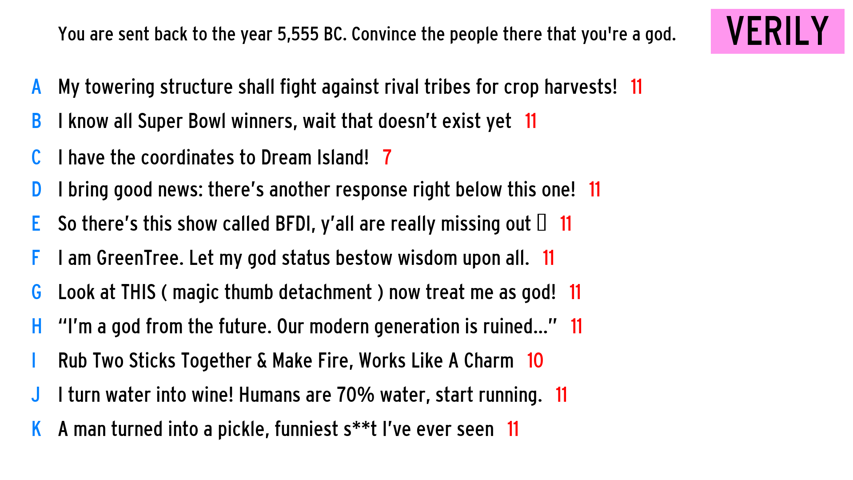 You are sent back to the year 5,555 BC. Convince the people there that you're a god.
VERILY
A My towering structure shall fight against rival tribes for crop harvests! 11
B I know all Super Bowl winners, wait that doesn’t exist yet 11
C I have the coordinates to Dream Island! 7
D I bring good news: there’s another response right below this one! 11
E So there’s this show called BFDI, y’all are really missing out ▯ 11
F I am GreenTree. Let my god status bestow wisdom upon all. 11
G Look at THIS ( magic thumb detachment ) now treat me as god! 11
H “I’m a god from the future. Our modern generation is ruined...” 11
I Rub Two Sticks Together & Make Fire, Works Like A Charm 10
J I turn water into wine! Humans are 70% water, start running. 11
K A man turned into a pickle, funniest s**t I’ve ever seen 11